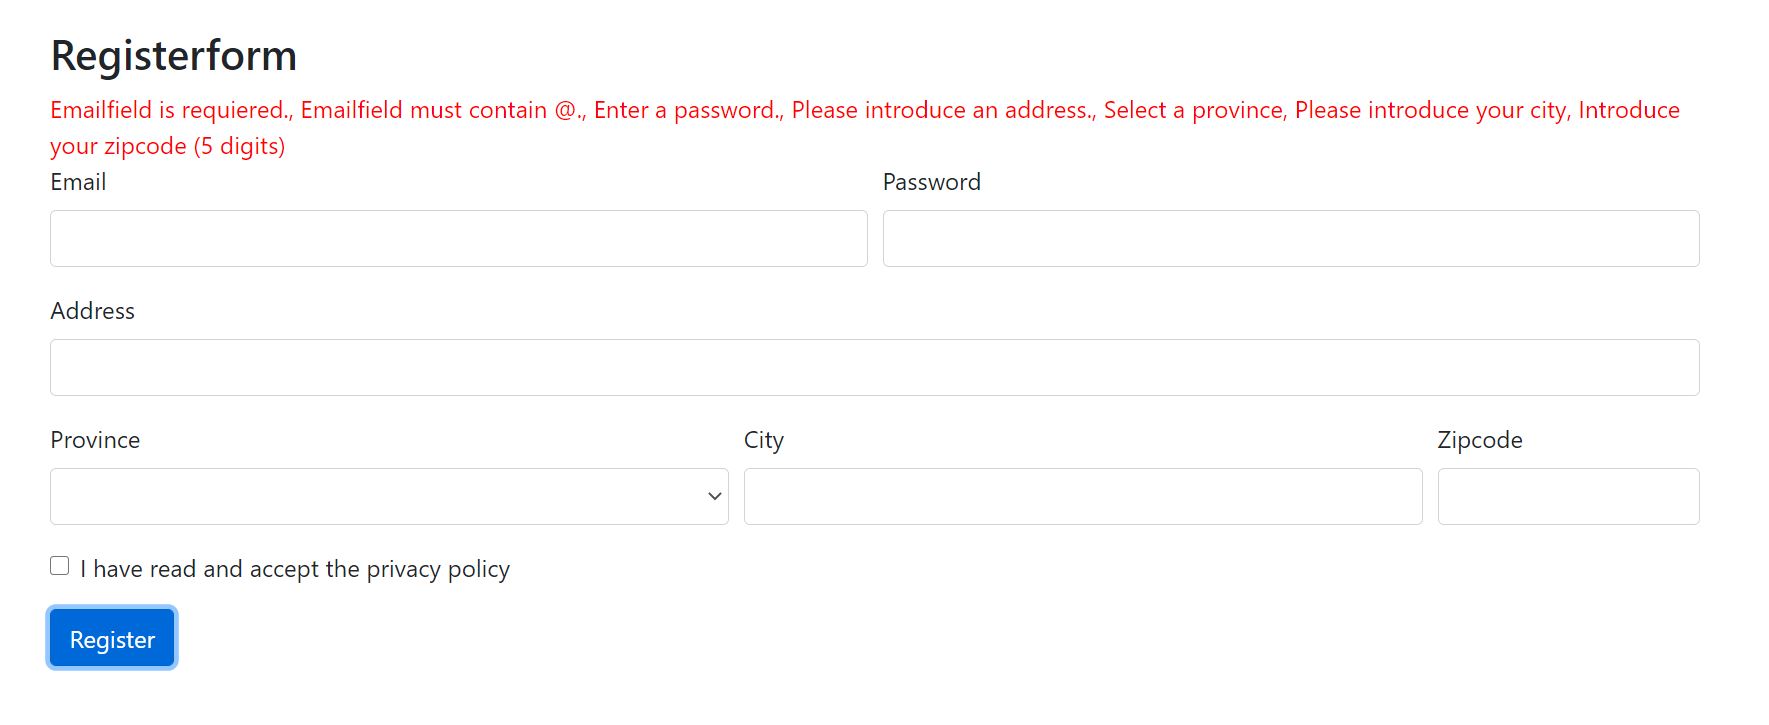 Registerform
Emailfield is requiered., Emailfield must contain @., Enter a password., Please introduce an address., Select a province, Please introduce your city, Introduce
your zipcode (5 digits)
Email
Password
Address
Province
City
Zipcode
I have read and accept the privacy policy
Register